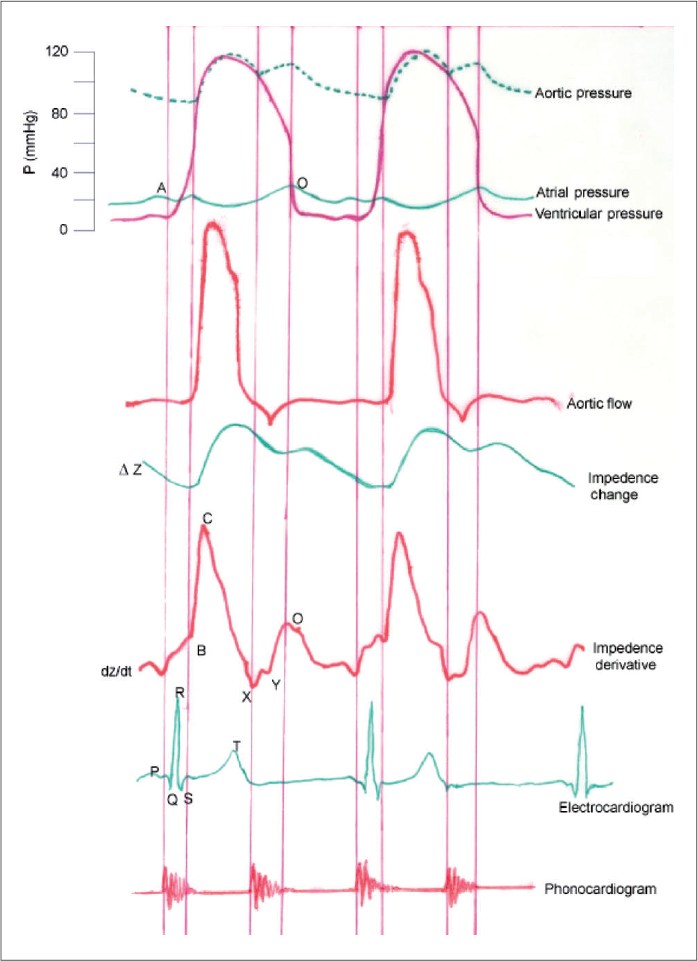 120
80
40
0
P (mmHg)
Aortic pressure
A
O
Atrial pressure
Ventricular pressure
Aortic flow
Δ Z
Impedence
change
C
B
O
X
Y
dz/dt
Impedence
derivative
R
P
T
Q S
Electrocardiogram
Phonocardiogram